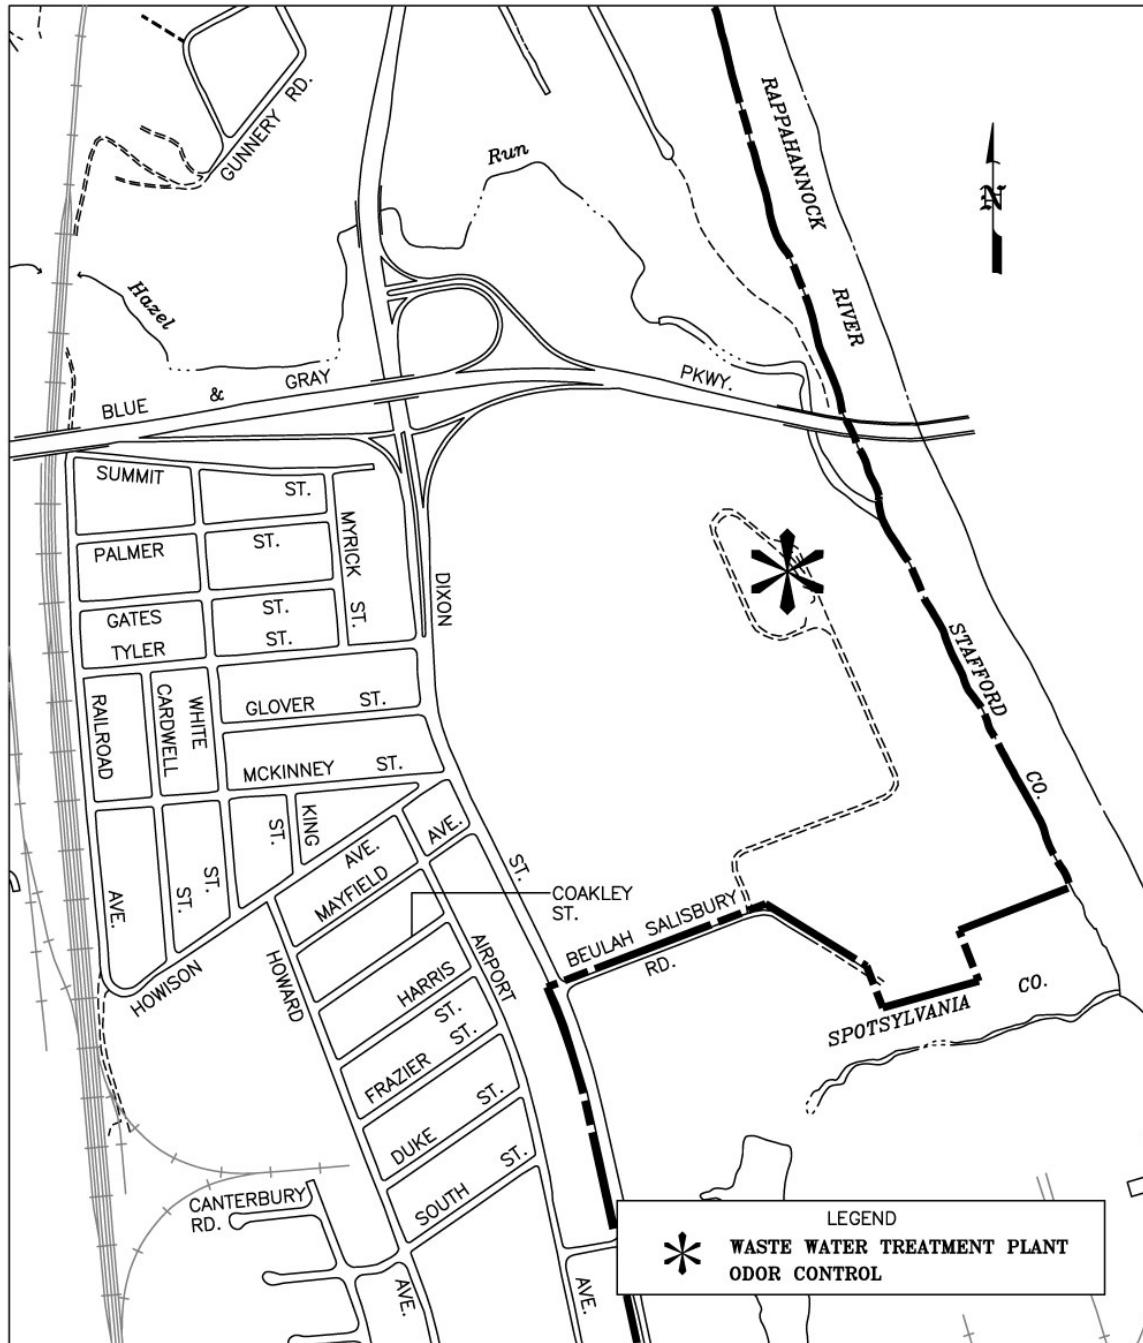 GUNNERY RD.
Run
RAPPAHANNOCK
RIVER
N
Hazel
BLUE & GRAY PKWY.
SUMMIT ST.
PALMER ST.
MYRICK ST.
DIXON
GATES ST.
TYLER ST.
STAFFORD
CO.
RAILROAD
CARDWELL
WHITE
GLOVER ST.
MCKINNEY ST.
KING
ST.
ST.
ST.
AVE.
AVE.
MAYFIELD
AVE.
ST.
COAKLEY
ST.
BEULAH SALISBURY
RD.
HOWISON
HOWARD
HARRIS
ST.
AIRPORT
SPOTSYLVANIA
CO.
FRAZIER ST.
DUKE ST.
SOUTH ST.
CANTERBURY
RD.
AVE.
AVE.
LEGEND
WASTE WATER TREATMENT PLANT
ODOR CONTROL